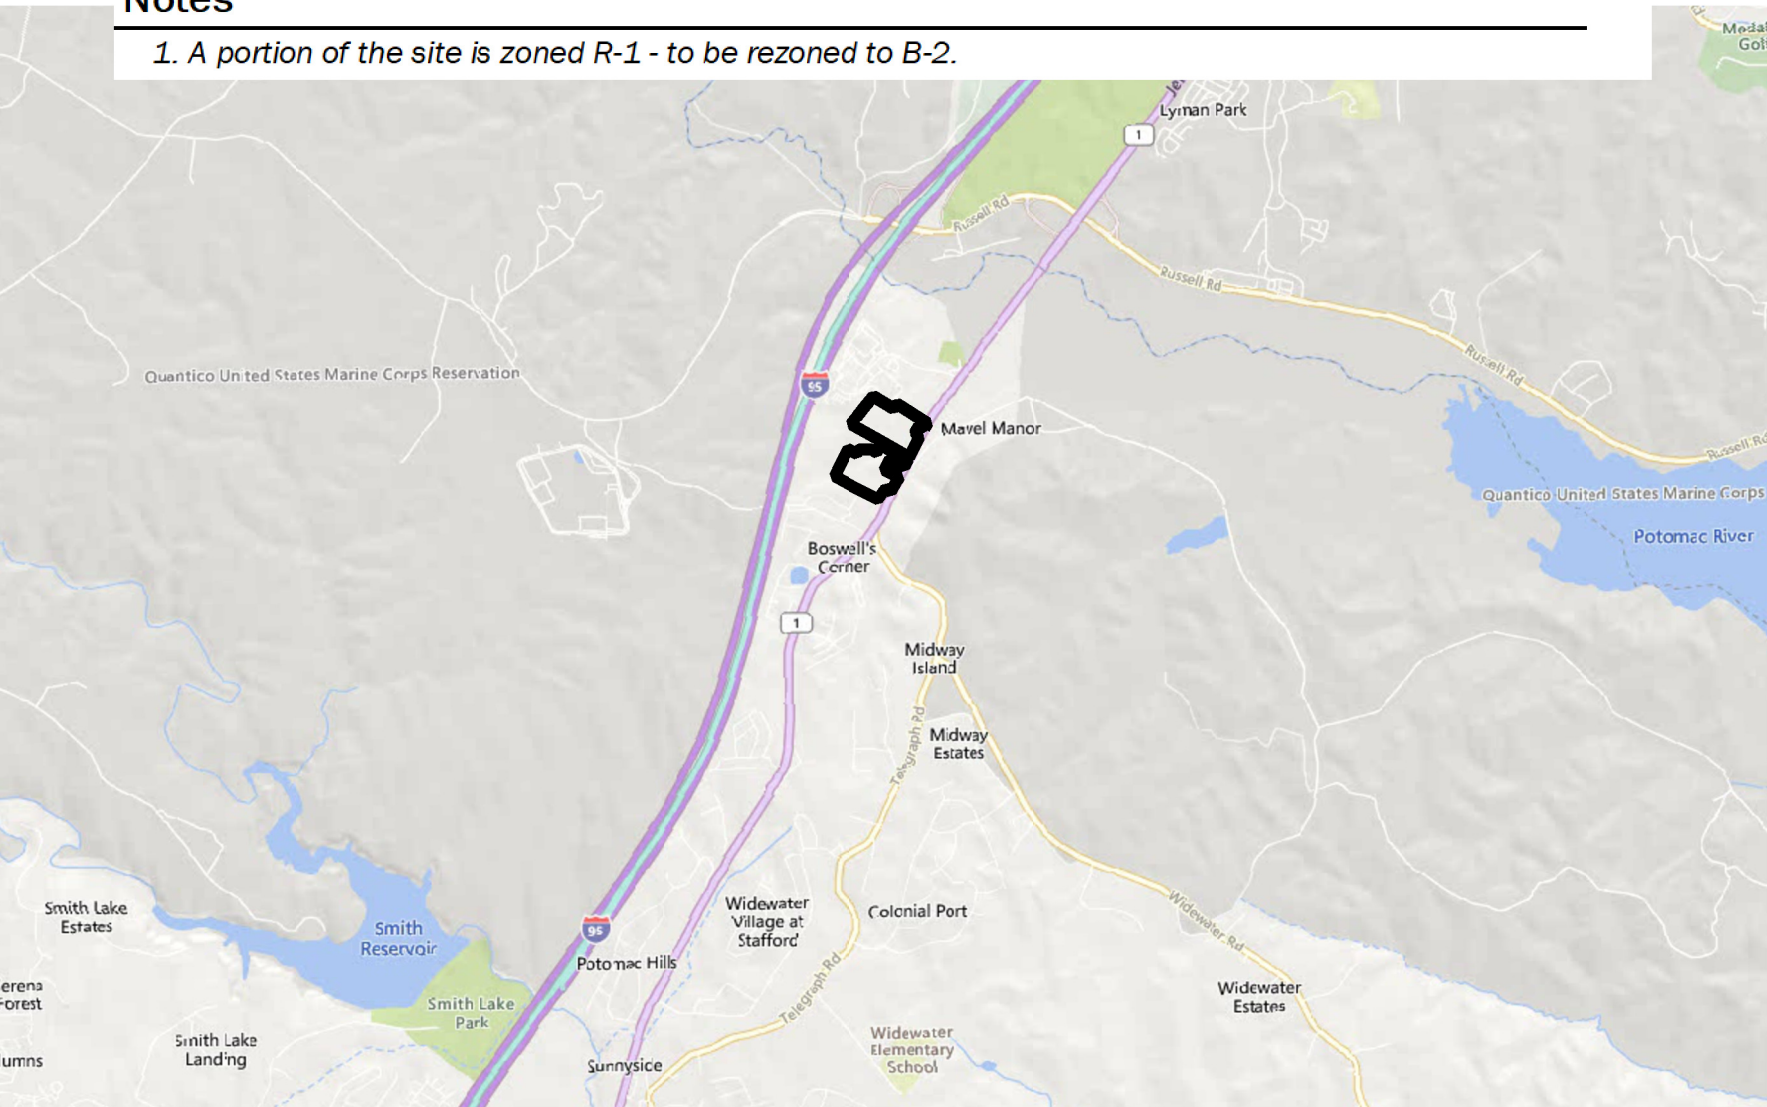 Notes
1. A portion of the site is zoned R-1 - to be rezoned to B-2.
Lyman Park
1
Russell Rd
Russell Rd
Quantico United States Marine Corps Reservation
95
Russell Rd
Mavel Manor
Russell Rd
Quantico United States Marine Corps
Potomac River
Boswell's
Corner
1
Midway
Island
Telegraph Rd
Midway
Estates
Smith Lake
Estates
Smith
Reservoir
95
Widewater
Village at
Stafford
Colonial Port
Widewater Rd
Potomac Hills
erena
orest
Smith Lake
Park
Telegraph Rd
Widewater
Estates
Smith Lake
Landing
umns
Sunnyside
Widewater
Elementary
School